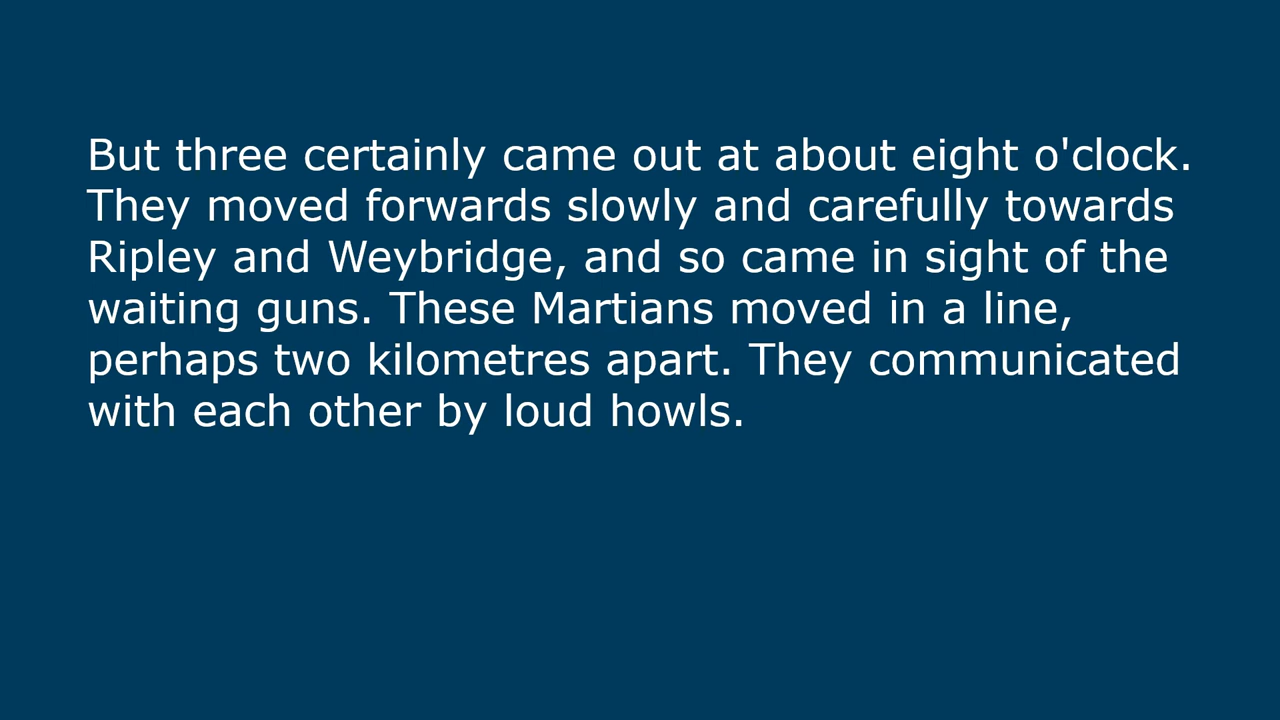 But three certainly came out at about eight o'clock.
They moved forwards slowly and carefully towards
Ripley and Weybridge, and so came in sight of the
waiting guns. These Martians moved in a line,
perhaps two kilometres apart. They communicated
with each other by loud howls.